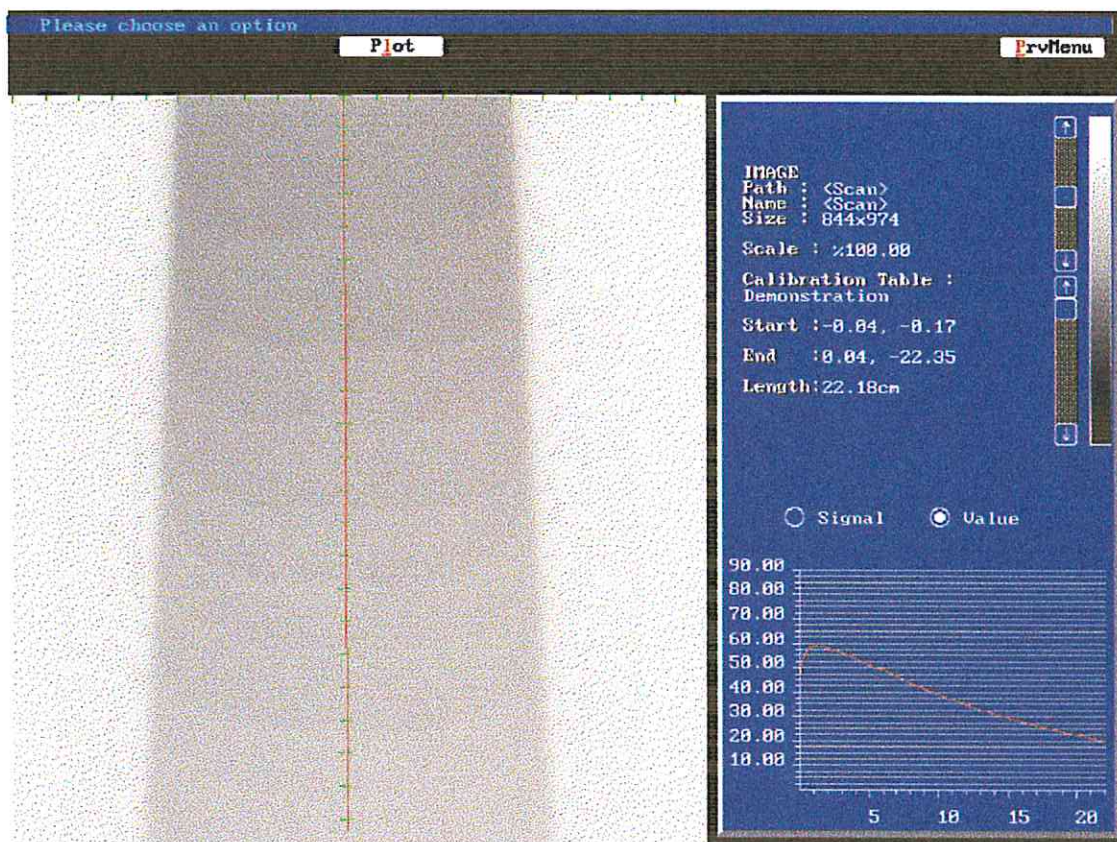 Please choose an option
Plot
PrvMenu
IMAGE
Path : <Scan>
Name : <Scan>
Size : 844x974
Scale : %100.00
Calibration Table :
Demonstration
Start :-0.04, -0.17
End :0.04, -22.35
Length:22.18cm
Signal
Value
90.00
80.00
70.00
60.00
50.00
40.00
30.00
20.00
10.00
5 10 15 20